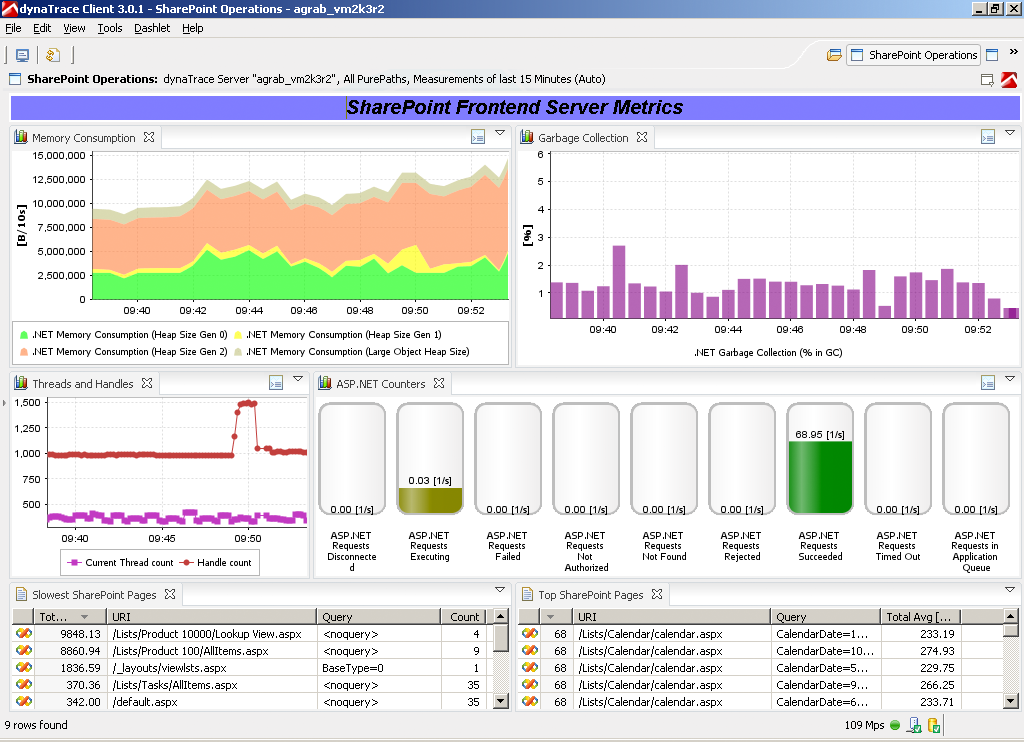 dynaTrace Client 3.0.1 - SharePoint Operations - agrab_vm2k3r2
File Edit View Tools Dashlet Help
SharePoint Operations
SharePoint Operations: dynaTrace Server "agrab_vm2k3r2", All PurePaths, Measurements of last 15 Minutes (Auto)
SharePoint Frontend Server Metrics
Memory Consumption
15,000,000
12,500,000
10,000,000
7,500,000
5,000,000
2,500,000
0
[B/10s]
09:40 09:42 09:44 09:46 09:48 09:50 09:52
.NET Memory Consumption (Heap Size Gen 0) .NET Memory Consumption (Heap Size Gen 1)
.NET Memory Consumption (Heap Size Gen 2) .NET Memory Consumption (Large Object Heap Size)
Garbage Collection
6
5
4
3
2
1
[%]
09:40 09:42 09:44 09:46 09:48 09:50 09:52
.NET Garbage Collection (% in GC)
Threads and Handles
1,500
1,250
1,000
750
500
09:40 09:45 09:50
Current Thread count Handle count
ASP.NET Counters
0.00 [1/s] 0.03 [1/s] 0.00 [1/s] 0.00 [1/s] 0.00 [1/s] 0.00 [1/s] 68.95 [1/s] 0.00 [1/s] 0.00 [1/s]
ASP.NET ASP.NET ASP.NET ASP.NET ASP.NET ASP.NET ASP.NET ASP.NET ASP.NET
Requests Requests Requests Requests Requests Requests Requests Requests Requests in
Disconnecte Executing Failed Not Not Found Rejected Succeeded Timed Out Application
d Authorized Queue
Slowest SharePoint Pages
Tot... URI Query Count
9848.13 /Lists/Product 10000/Lookup View.aspx <noquery> 4
8860.94 /Lists/Product 100/AllItems.aspx <noquery> 9
1836.59 /_layouts/viewlsts.aspx BaseType=0 1
370.36 /Lists/Tasks/AllItems.aspx <noquery> 35
342.00 /default.aspx <noquery> 35
Top SharePoint Pages
URI Query Total Avg [...
68 /Lists/Calendar/calendar.aspx CalendarDate=1... 233.19
68 /Lists/Calendar/calendar.aspx CalendarDate=10... 274.93
68 /Lists/Calendar/calendar.aspx CalendarDate=5... 229.75
68 /Lists/Calendar/calendar.aspx CalendarDate=9... 266.25
68 /Lists/Calendar/calendar.aspx CalendarDate=6... 233.71
9 rows found
109 Mps